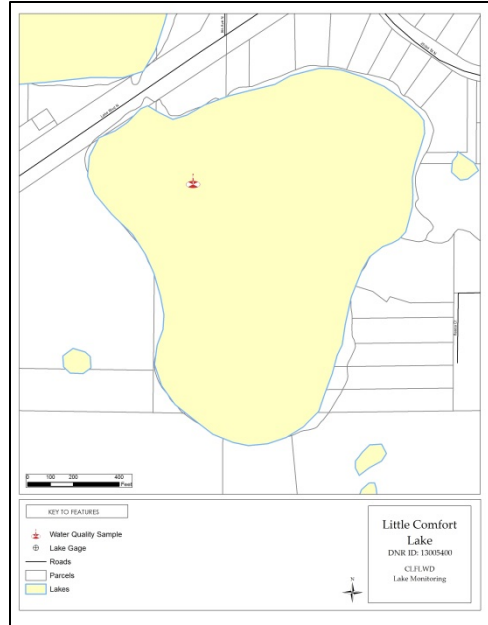 0 100 200 400
Feet
KEY TO FEATURES
Water Quality Sample
Lake Gage
Roads
Parcels
Lakes
N
Little Comfort
Lake
DNR ID: 13005400
CLFLWD
Lake Monitoring